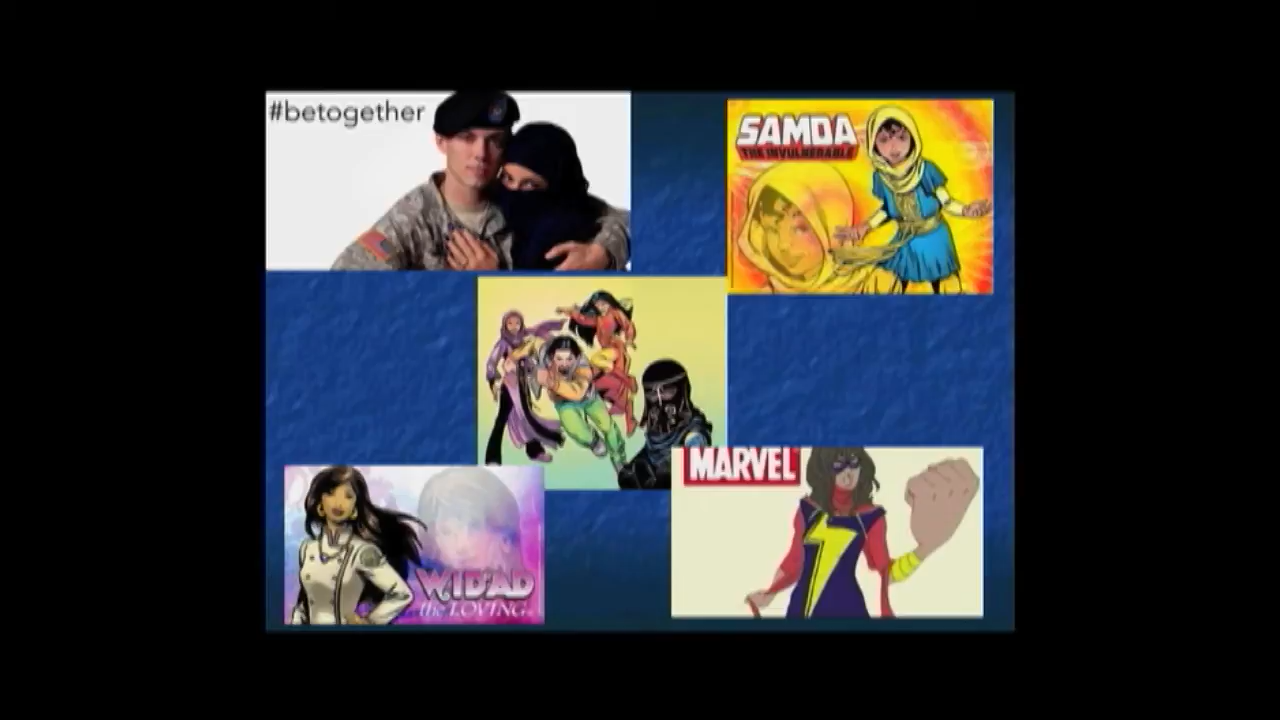 #betogether
SAMDA
THE INVULNERABLE
MARVEL
WIDAD
the LOVING